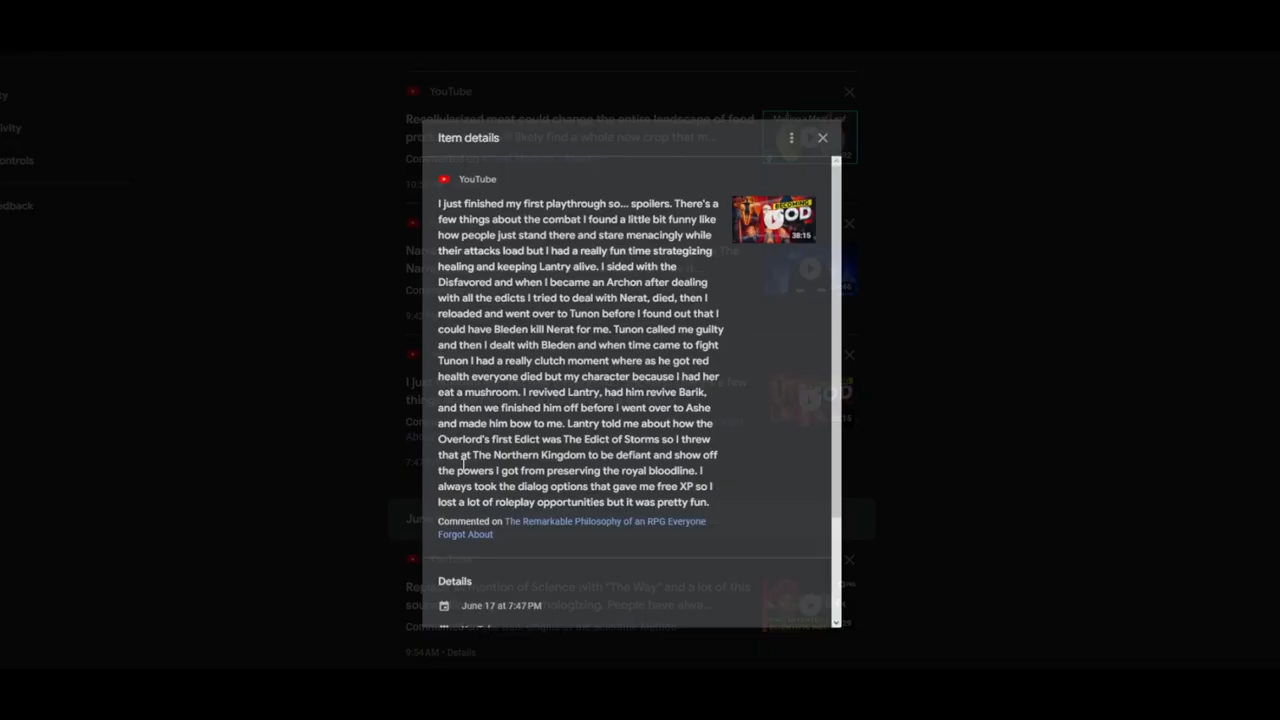 YouTube
Item details
YouTube
I just finished my first playthrough so... spoilers. There's a
few things about the combat I found a little bit funny like
how people just stand there and stare menacingly while
their attacks load but I had a really fun time strategizing
healing and keeping Lantry alive. I sided with the
Disfavored and when I became an Archon after dealing
with all the edicts I tried to deal with Nerat, died, then I
reloaded and went over to Tunon before I found out that I
could have Bleden kill Nerat for me. Tunon called me guilty
and then I dealt with Bleden and when time came to fight
Tunon I had a really clutch moment where as he got red
health everyone died but my character because I had her
eat a mushroom. I revived Lantry, had him revive Barik,
and then we finished him off before I went over to Ashe
and made him bow to me. Lantry told me about how the
Overlord's first Edict was The Edict of Storms so I threw
that at The Northern Kingdom to be defiant and show off
the powers I got from preserving the royal bloodline. I
always took the dialog options that gave me free XP so I
lost a lot of roleplay opportunities but it was pretty fun.
BECOMING
GOD
38:15
Commented on The Remarkable Philosophy of an RPG Everyone
Forgot About
Details
June 17 at 7:47 PM
9:54 AM • Details